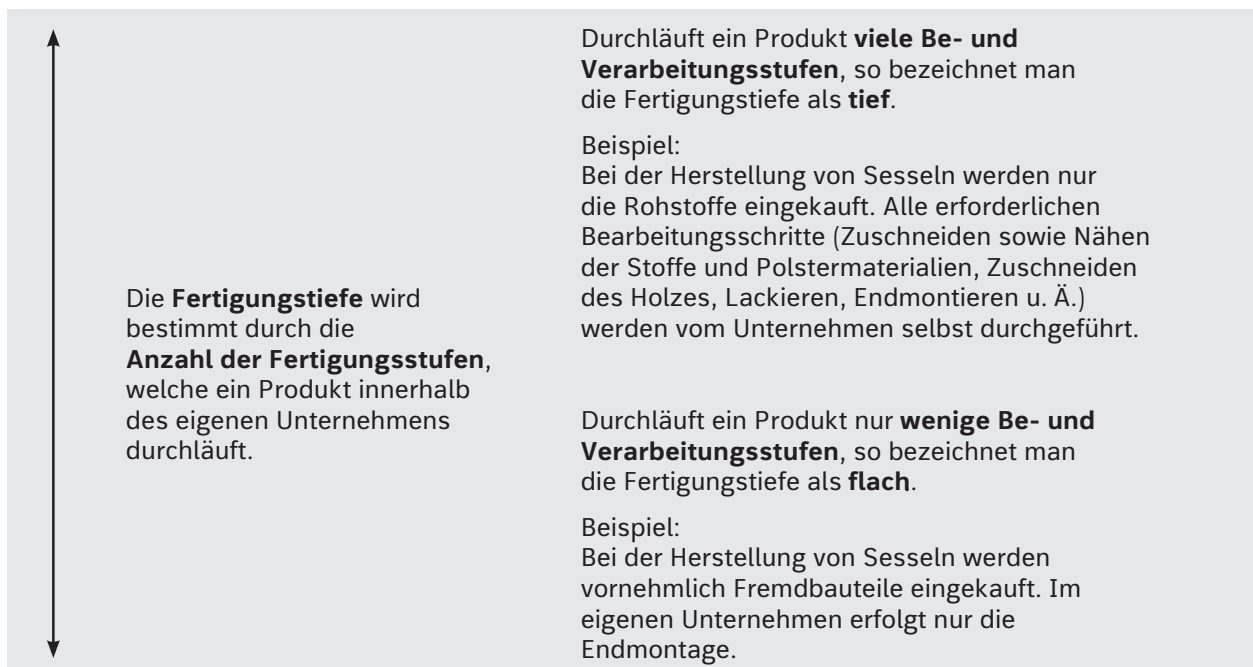 Die Fertigungstiefe wird
bestimmt durch die
Anzahl der Fertigungsstufen,
welche ein Produkt innerhalb
des eigenen Unternehmens
durchläuft.
Durchläuft ein Produkt viele Be- und
Verarbeitungsstufen, so bezeichnet man
die Fertigungstiefe als tief.
Beispiel:
Bei der Herstellung von Sesseln werden nur
die Rohstoffe eingekauft. Alle erforderlichen
Bearbeitungsschritte (Zuschneiden sowie Nähen
der Stoffe und Polstermaterialien, Zuschneiden
des Holzes, Lackieren, Endmontieren u. Ä.)
werden vom Unternehmen selbst durchgeführt.
Durchläuft ein Produkt nur wenige Be- und
Verarbeitungsstufen, so bezeichnet man
die Fertigungstiefe als flach.
Beispiel:
Bei der Herstellung von Sesseln werden
vornehmlich Fremdbauteile eingekauft. Im
eigenen Unternehmen erfolgt nur die
Endmontage.